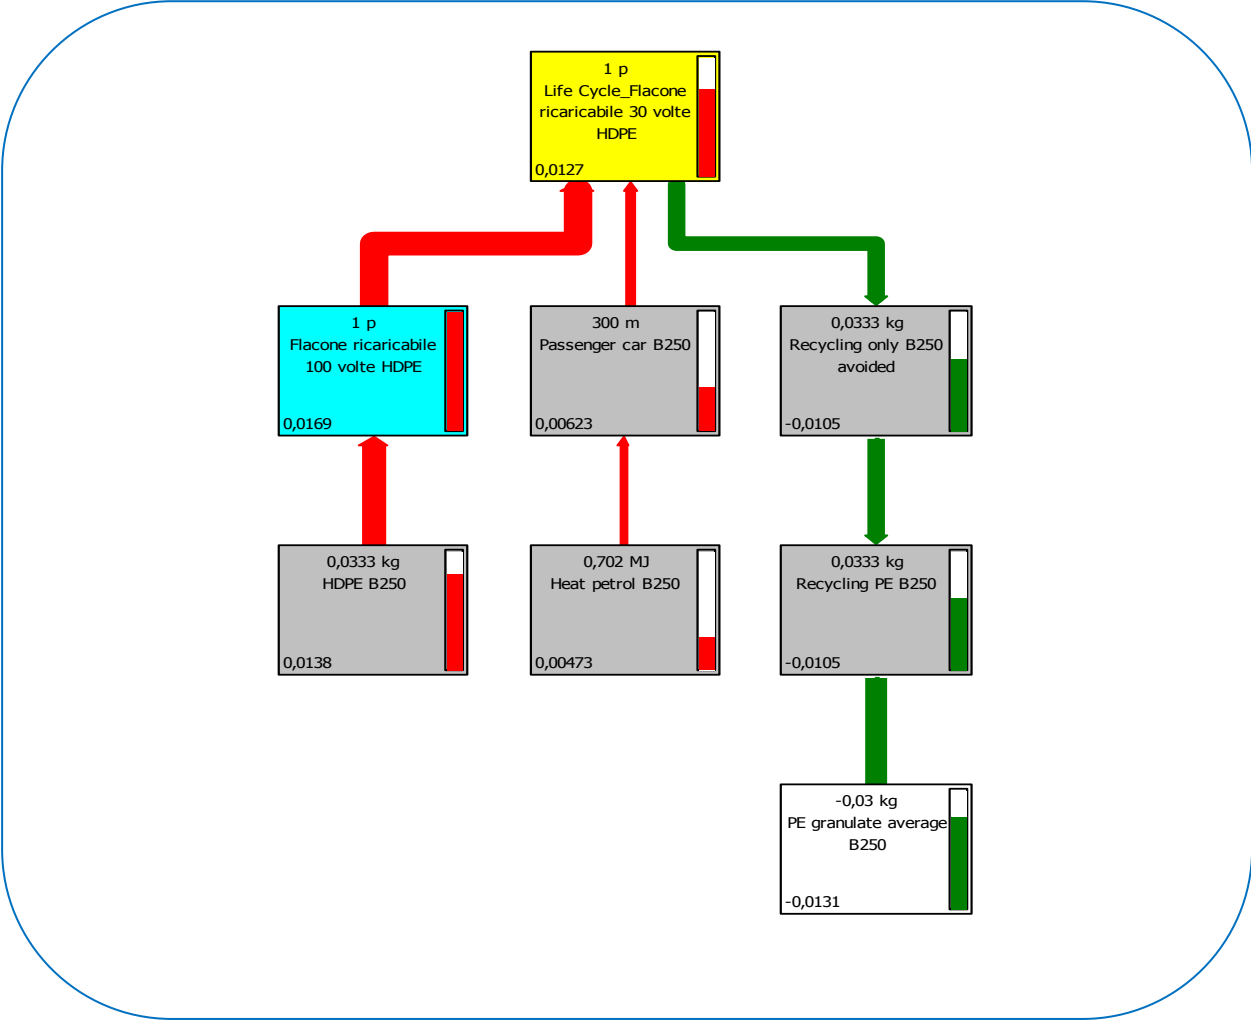 1 p
Life Cycle_Flacone
ricaricabile 30 volte
HDPE
0,0127
1 p
Flacone ricaricabile
100 volte HDPE
0,0169
300 m
Passenger car B250
0,00623
0,0333 kg
Recycling only B250
avoided
-0,0105
0,0333 kg
HDPE B250
0,0138
0,702 MJ
Heat petrol B250
0,00473
0,0333 kg
Recycling PE B250
-0,0105
-0,03 kg
PE granulate average
B250
-0,0131